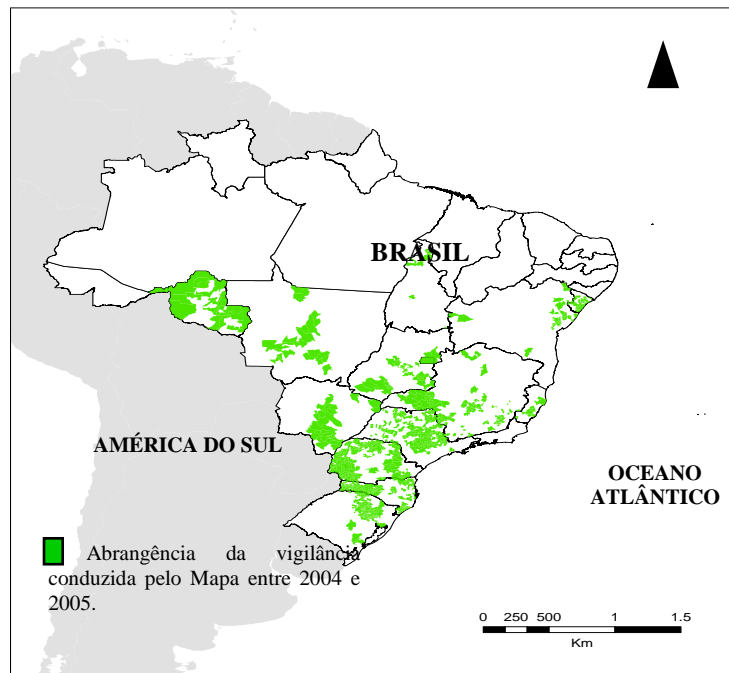 BRASIL
AMÉRICA DO SUL
OCEANO
ATLÂNTICO
Abrangência da vigilância
conduzida pelo Mapa entre 2004 e
2005.
0 250 500 1 1.5
Km